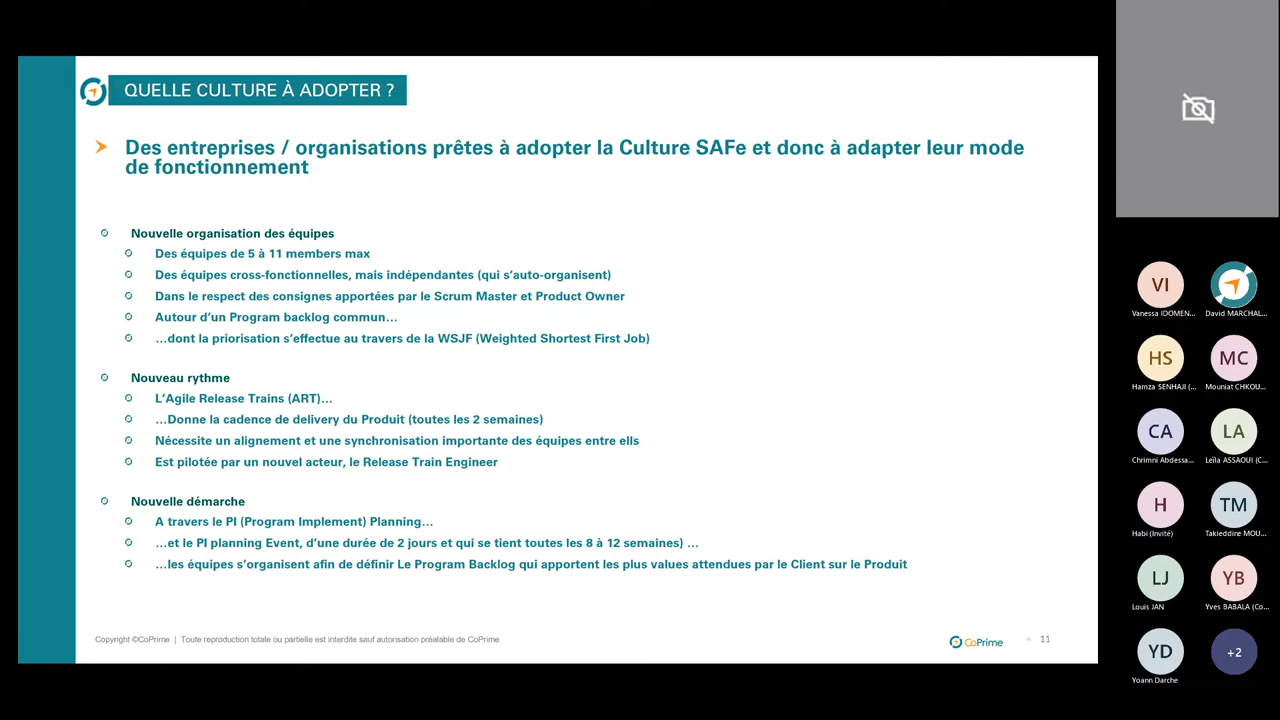 QUELLE CULTURE À ADOPTER ?
Des entreprises / organisations prêtes à adopter la Culture SAFe et donc à adapter leur mode
de fonctionnement
Nouvelle organisation des équipes
Des équipes de 5 à 11 members max
Des équipes cross-fonctionnelles, mais indépendantes (qui s’auto-organisent)
Dans le respect des consignes apportées par le Scrum Master et Product Owner
Autour d’un Program backlog commun…
…dont la priorisation s’effectue au travers de la WSJF (Weighted Shortest First Job)
Nouveau rythme
L’Agile Release Trains (ART)…
…Donne la cadence de delivery du Produit (toutes les 2 semaines)
Nécessite un alignement et une synchronisation importante des équipes entre ells
Est pilotée par un nouvel acteur, le Release Train Engineer
Nouvelle démarche
A travers le PI (Program Implement) Planning…
…et le PI planning Event, d’une durée de 2 jours et qui se tient toutes les 8 à 12 semaines) …
…les équipes s’organisent afin de définir Le Program Backlog qui apportent les plus values attendues par le Client sur le Produit
Copyright ©CoPrime | Toute reproduction totale ou partielle est interdite sauf autorisation préalable de CoPrime
CoPrime
11
VI
Vanessa IDOMEN...
David MARCHAL...
HS
Hamza SENHAJI (...
MC
Mouniat CHKOU...
CA
Chrimni Abdessa...
LA
Leïla ASSAOUI (C...
H
Habi (Invité)
TM
Takieddine MOU...
LJ
Louis JAN
YB
Yves BABALA (Co...
YD
Yoann Darche
+2